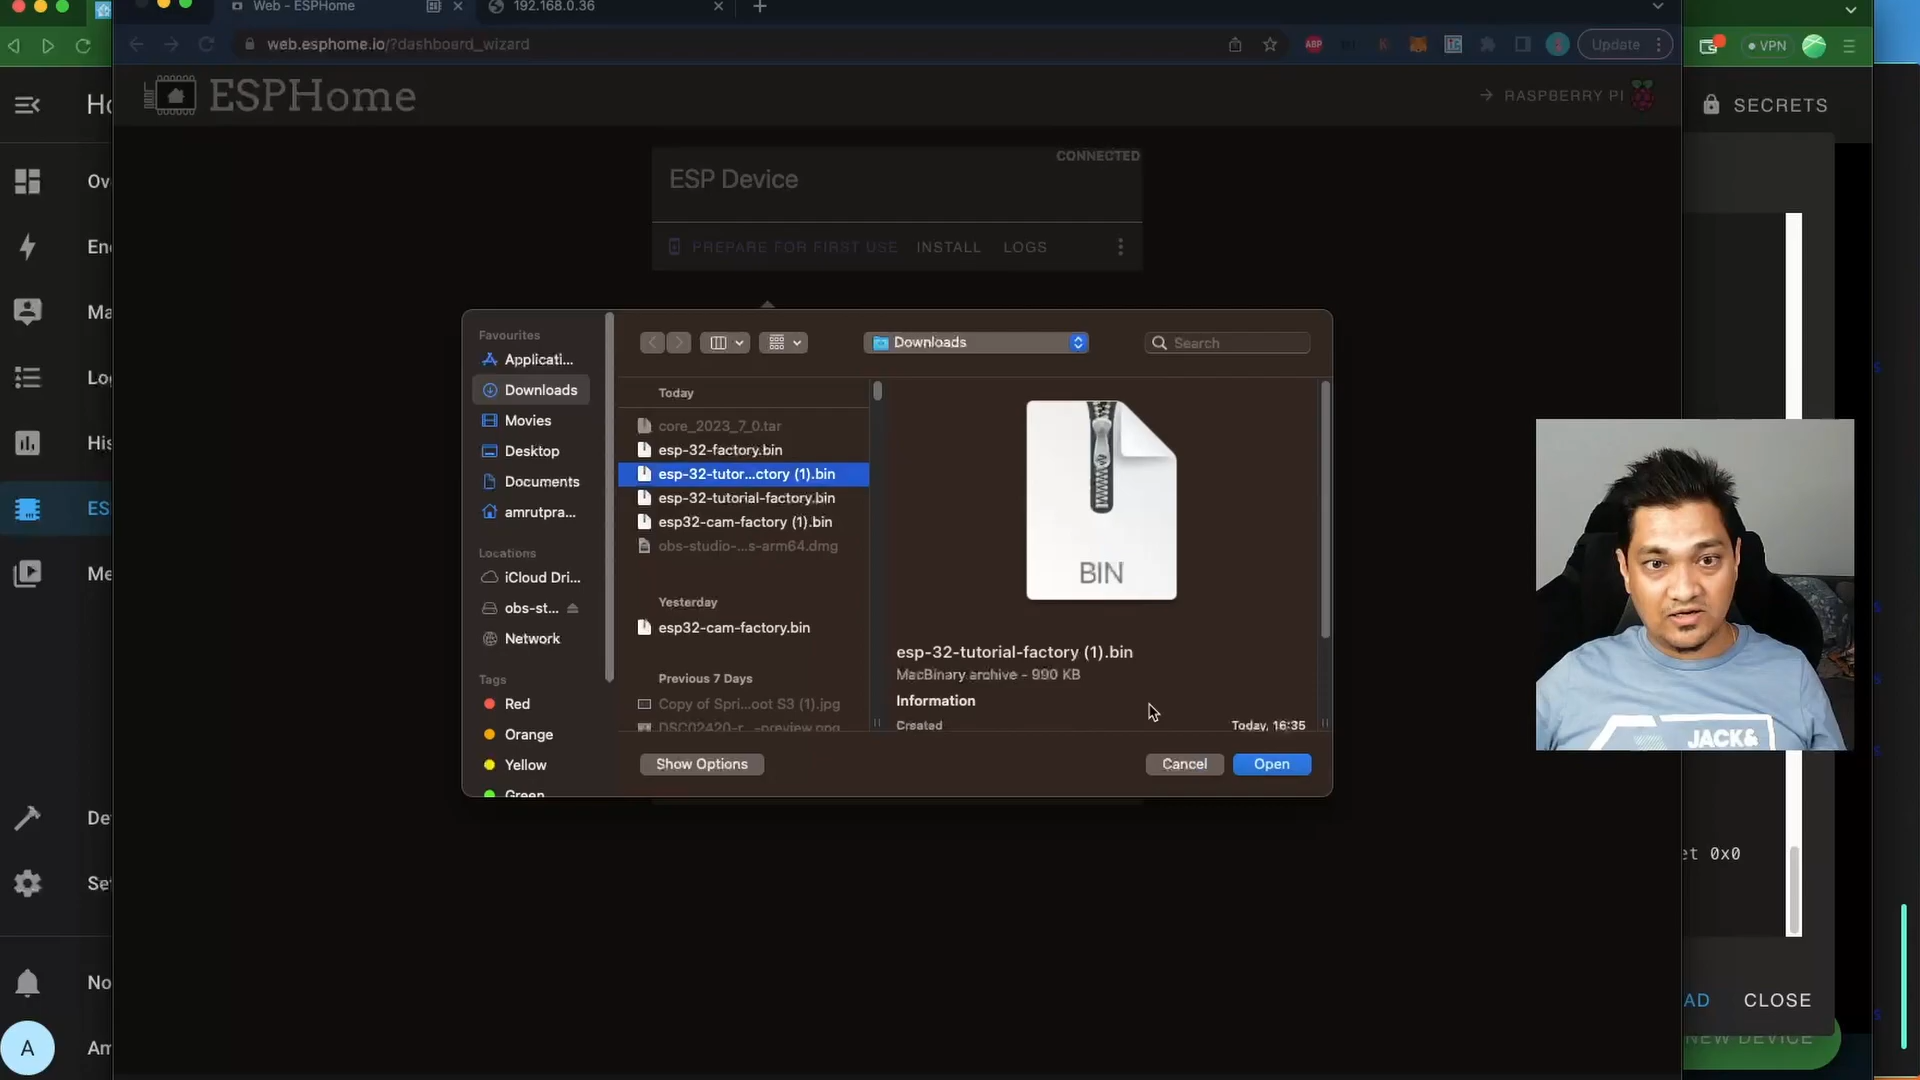 Web - ESPHome
192.168.0.36
web.esphome.io/?dashboard_wizard
ABP
Update
VPN
ESPHome
RASPBERRY PI
Ho
SECRETS
Ov
En
Ma
Lo
His
ES
Me
De
Set
No
A
Am
CONNECTED
ESP Device
PREPARE FOR FIRST USE
INSTALL
LOGS
Favourites
Applicati...
Downloads
Movies
Desktop
Documents
amrutpra...
Locations
iCloud Dri...
obs-st...
Network
Tags
Red
Orange
Yellow
Green
Downloads
Search
Today
core_2023_7_0.tar
esp-32-factory.bin
esp-32-tutor...ctory (1).bin
esp-32-tutorial-factory.bin
esp32-cam-factory (1).bin
obs-studio-...s-arm64.dmg
Yesterday
esp32-cam-factory.bin
Previous 7 Days
Copy of Spri...oot S3 (1).jpg
DSC02420-r...-preview.png
BIN
esp-32-tutorial-factory (1).bin
MacBinary archive - 990 KB
Information
Created
Today, 16:35
Show Options
Cancel
Open
JACK&
et 0x0
AD
CLOSE
NEW DEVICE